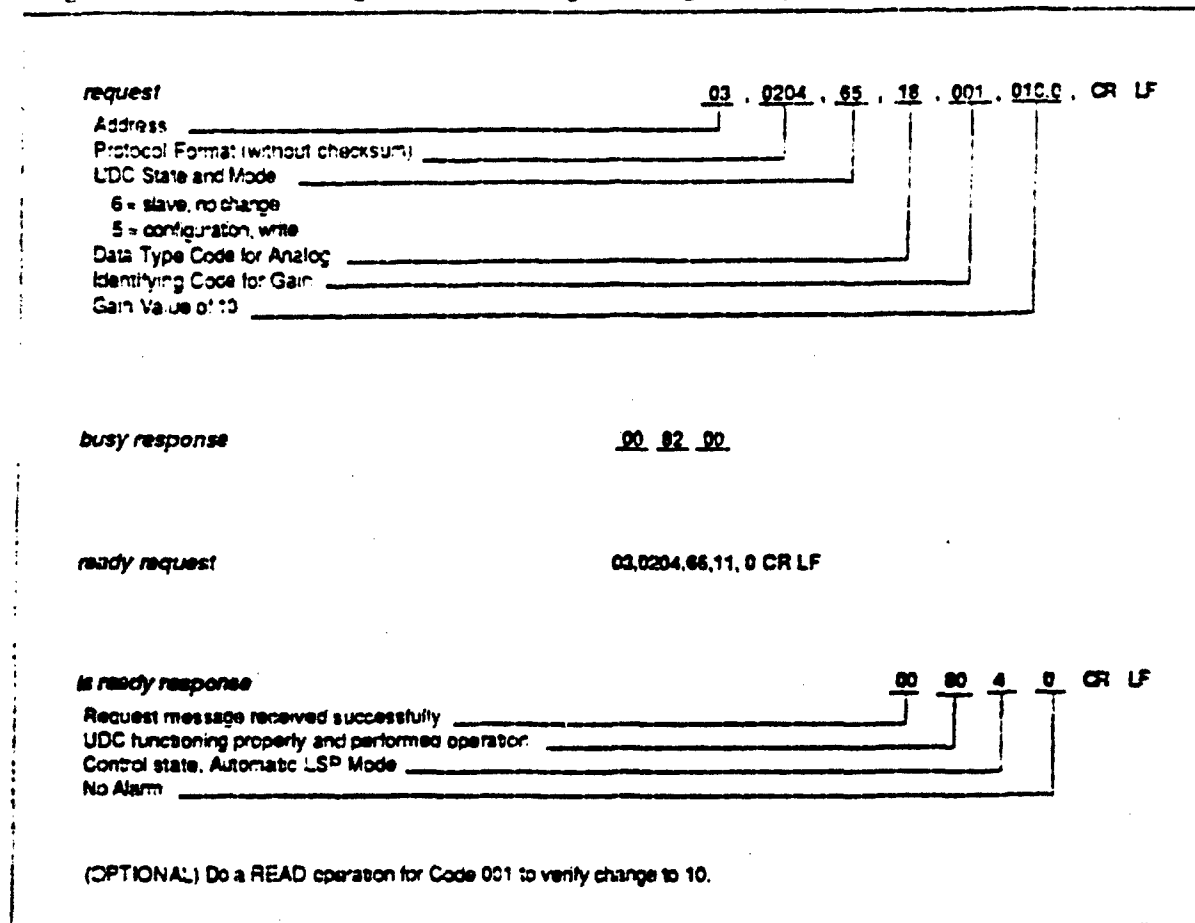 request 03 , 0204 , 65 , 18 , 001 , 010.0 , CR LF
Address
Protocol Format (without checksum)
UDC State and Mode
6 = slave, no change
5 = configuration, write
Data Type Code for Analog
Identifying Code for Gain
Gain Value of 10
busy response 00 82 00
ready request 03,0204,65,11, 0 CR LF
is ready response 00 80 4 0 CR LF
Request message received successfully
UDC functioning properly and performed operation
Control state, Automatic LSP Mode
No Alarm
(OPTIONAL) Do a READ operation for Code 001 to verify change to 10.